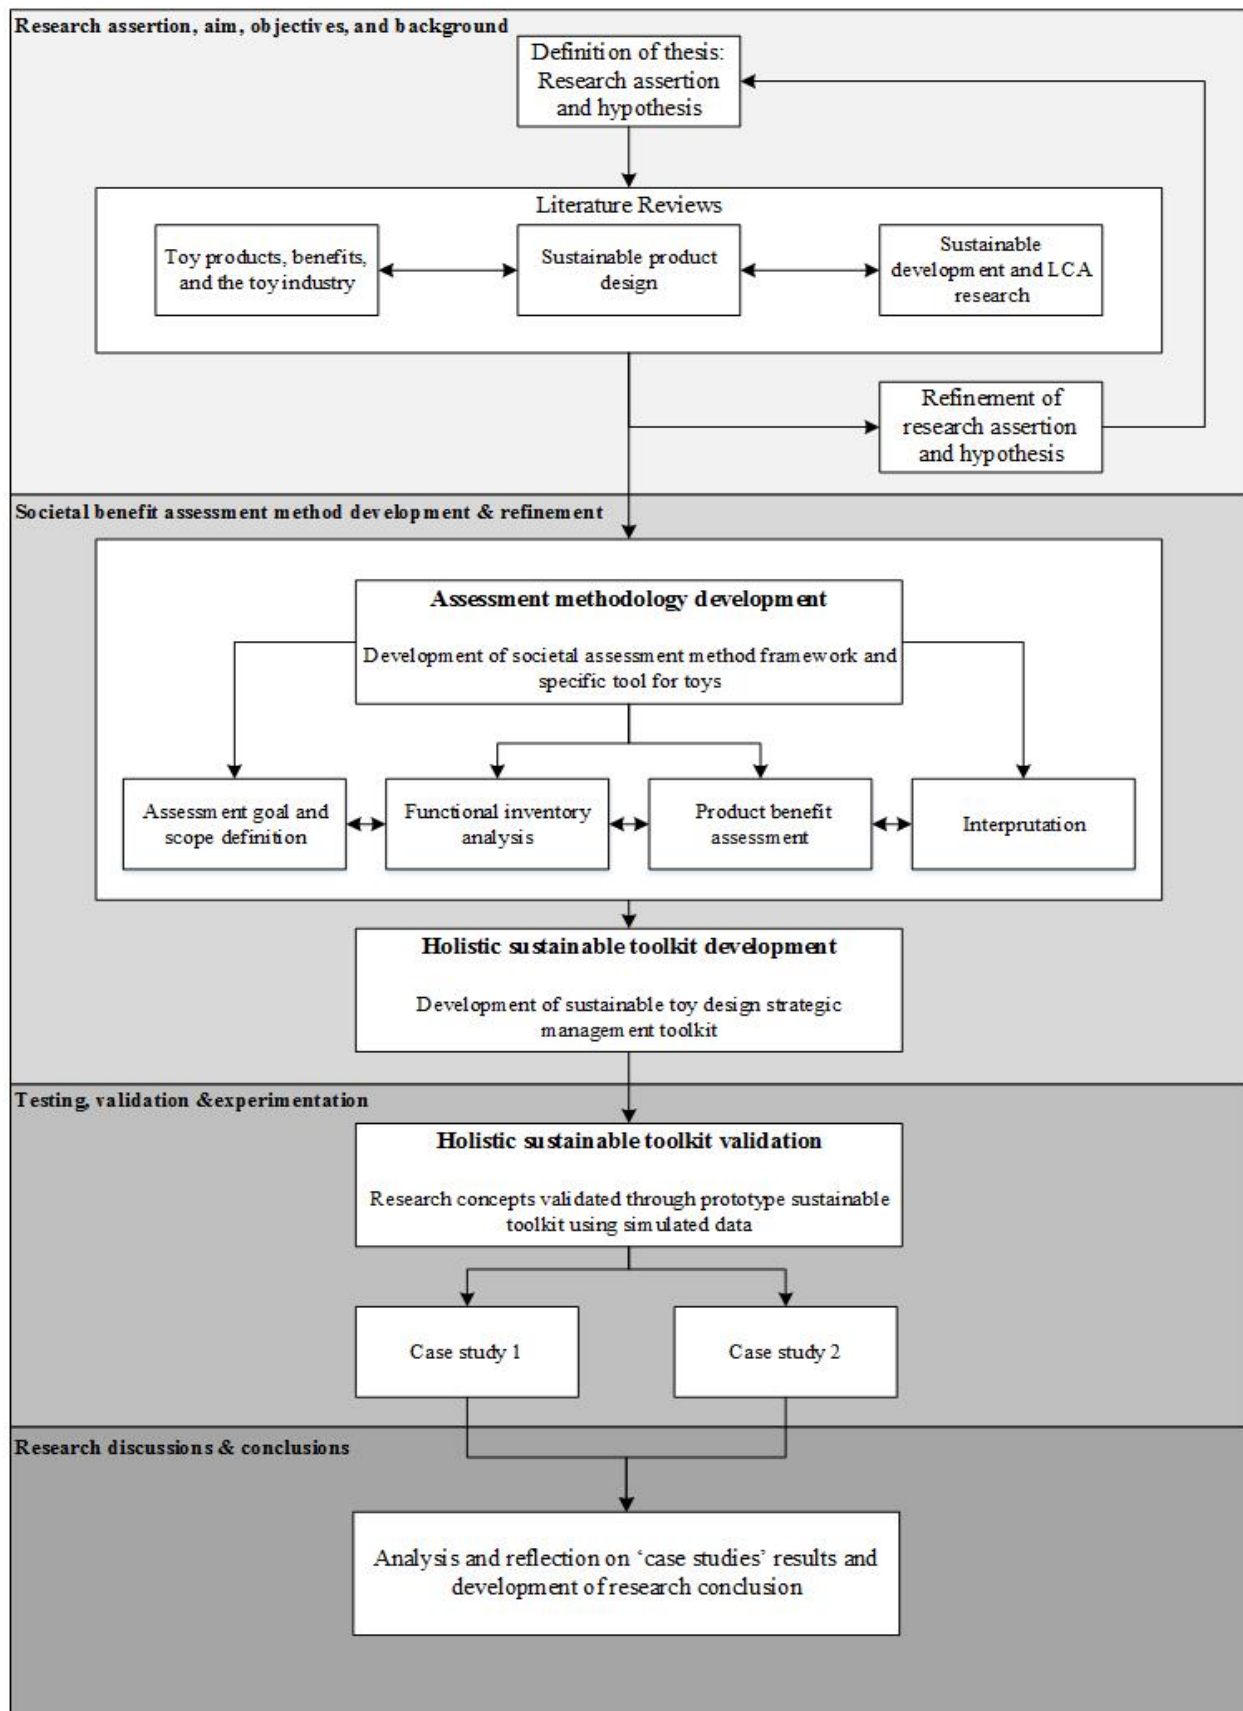 Research assertion, aim, objectives, and background
Definition of thesis:
Research assertion
and hypothesis
Literature Reviews
Toy products, benefits,
and the toy industry
Sustainable product
design
Sustainable
development and LCA
research
Refinement of
research assertion
and hypothesis
Societal benefit assessment method development & refinement
Assessment methodology development
Development of societal assessment method framework and
specific tool for toys
Assessment goal and
scope definition
Functional inventory
analysis
Product benefit
assessment
Interprutation
Holistic sustainable toolkit development
Development of sustainable toy design strategic
management toolkit
Testing, validation &experimentation
Holistic sustainable toolkit validation
Research concepts validated through prototype sustainable
toolkit using simulated data
Case study 1
Case study 2
Research discussions & conclusions
Analysis and reflection on ‘case studies’ results and
development of research conclusion